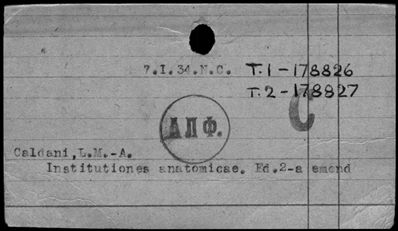 7.I.34.N.C. T.1-178826
T.2-178827
C
АПФ.
Caldani,L.M.-A.
Institutiones anatomicae. Ed.2-a emend